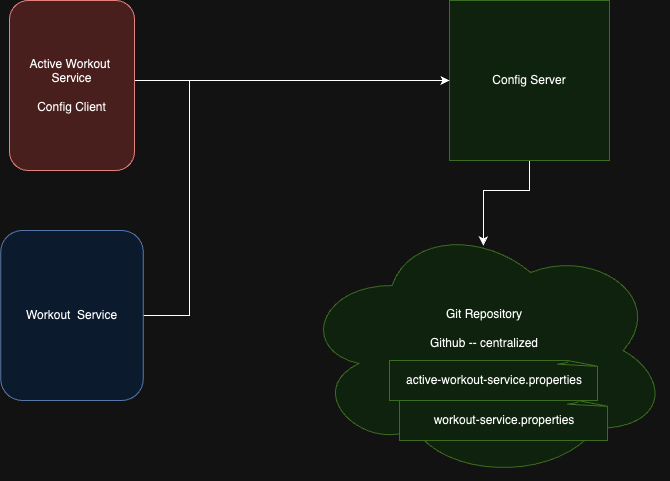 Active Workout
Service
Config Client
Config Server
Workout  Service
Git Repository
Github -- centralized
active-workout-service.properties
workout-service.properties